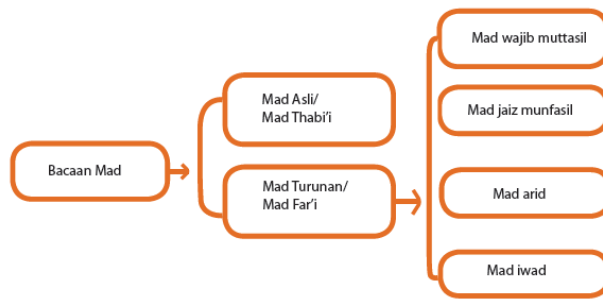 Bacaan Mad
Mad Asli/
Mad Thabi'i
Mad Turunan/
Mad Far'i
Mad wajib muttasil
Mad jaiz munfasil
Mad arid
Mad iwad